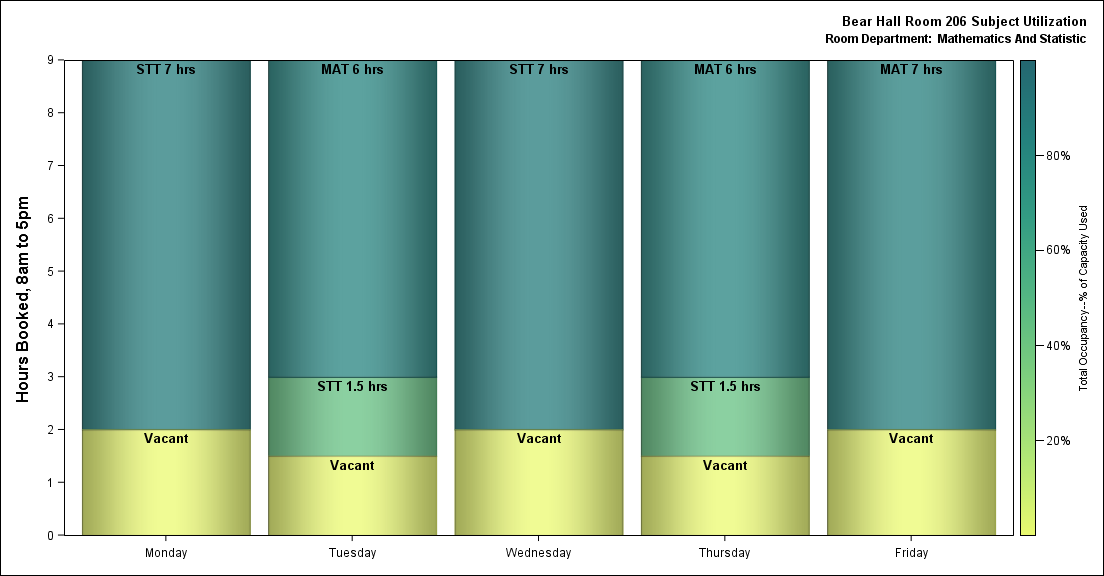 Bear Hall Room 206 Subject Utilization
Room Department: Mathematics And Statistic
Hours Booked, 8am to 5pm
9
8
7
6
5
4
3
2
1
0
STT 7 hrs
Vacant
MAT 6 hrs
STT 1.5 hrs
Vacant
STT 7 hrs
Vacant
MAT 6 hrs
STT 1.5 hrs
Vacant
MAT 7 hrs
Vacant
Monday
Tuesday
Wednesday
Thursday
Friday
80%
60%
40%
20%
Total Occupancy--% of Capacity Used